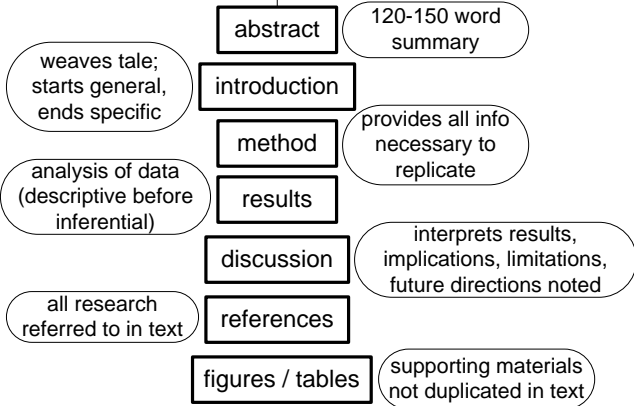 abstract
120-150 word
summary
weaves tale;
starts general,
ends specific
introduction
method
provides all info
necessary to
replicate
analysis of data
(descriptive before
inferential)
results
discussion
interprets results,
implications, limitations,
future directions noted
all research
referred to in text
references
figures / tables
supporting materials
not duplicated in text